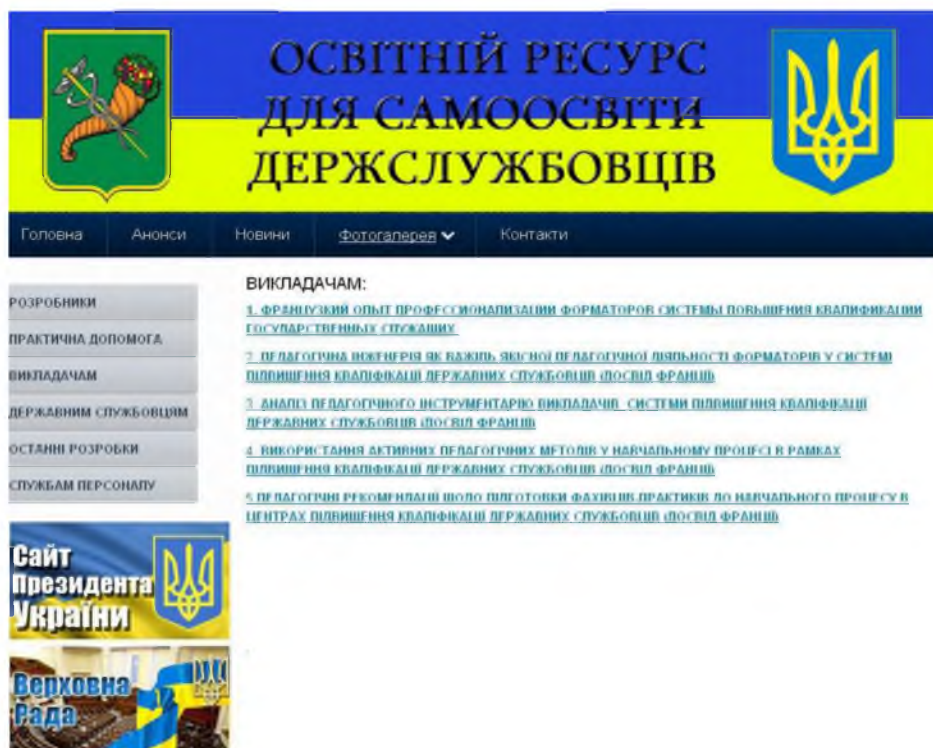 ОСВІТНІЙ РЕСУРС
ДЛЯ САМООСВІТИ
ДЕРЖСЛУЖБОВЦІВ
Головна Анонси Новини Фотогалерея Контакти
РОЗРОБНИКИ
ПРАКТИЧНА ДОПОМОГА
ВИКЛАДАЧАМ
ДЕРЖАВНИМ СЛУЖБОВЦЯМ
ОСТАННІ РОЗРОБКИ
СЛУЖБАМ ПЕРСОНАЛУ
Сайт
Президента
України
Верховна
Рада
ВИКЛАДАЧАМ:
1. ФРАНЦУЗКИЙ ОПЫТ ПРОФЕССИОНАЛИЗАЦИИ ФОРМАТОРОВ СИСТЕМЫ ПОВЫШЕНИЯ КВАЛИФИКАЦИИ
ГОСУДАРСТВЕННЫХ СЛУЖАЩИХ
2. ПЕДАГОГІЧНА ІНЖЕНЕРІЯ ЯК ВАЖІЛЬ ЯКІСНОЇ ПЕДАГОГІЧНОЇ ДІЯЛЬНОСТІ ФОРМАТОРІВ У СИСТЕМІ
ПІДВИЩЕННЯ КВАЛІФІКАЦІЇ ДЕРЖАВНИХ СЛУЖБОВЦІВ (ДОСВІД ФРАНЦІЇ)
3. АНАЛІЗ ПЕДАГОГІЧНОГО ІНСТРУМЕНТАРІЮ ВИКЛАДАЧІВ СИСТЕМИ ПІДВИЩЕННЯ КВАЛІФІКАЦІЇ
ДЕРЖАВНИХ СЛУЖБОВЦІВ (ДОСВІД ФРАНЦІЇ)
4. ВИКОРИСТАННЯ АКТИВНИХ ПЕДАГОГІЧНИХ МЕТОДІВ У НАВЧАЛЬНОМУ ПРОЦЕСІ В РАМКАХ
ПІДВИЩЕННЯ КВАЛІФІКАЦІЇ ДЕРЖАВНИХ СЛУЖБОВЦІВ (ДОСВІД ФРАНЦІЇ)
5.ПЕДАГОГІЧНІ РЕКОМЕНДАЦІЇ ЩОДО ПІДГОТОВКИ ФАХІВЦІВ-ПРАКТИКІВ ДО НАВЧАЛЬНОГО ПРОЦЕСУ В
ЦЕНТРАХ ПІДВИЩЕННЯ КВАЛІФІКАЦІЇ ДЕРЖАВНИХ СЛУЖБОВЦІВ (ДОСВІД ФРАНЦІЇ)